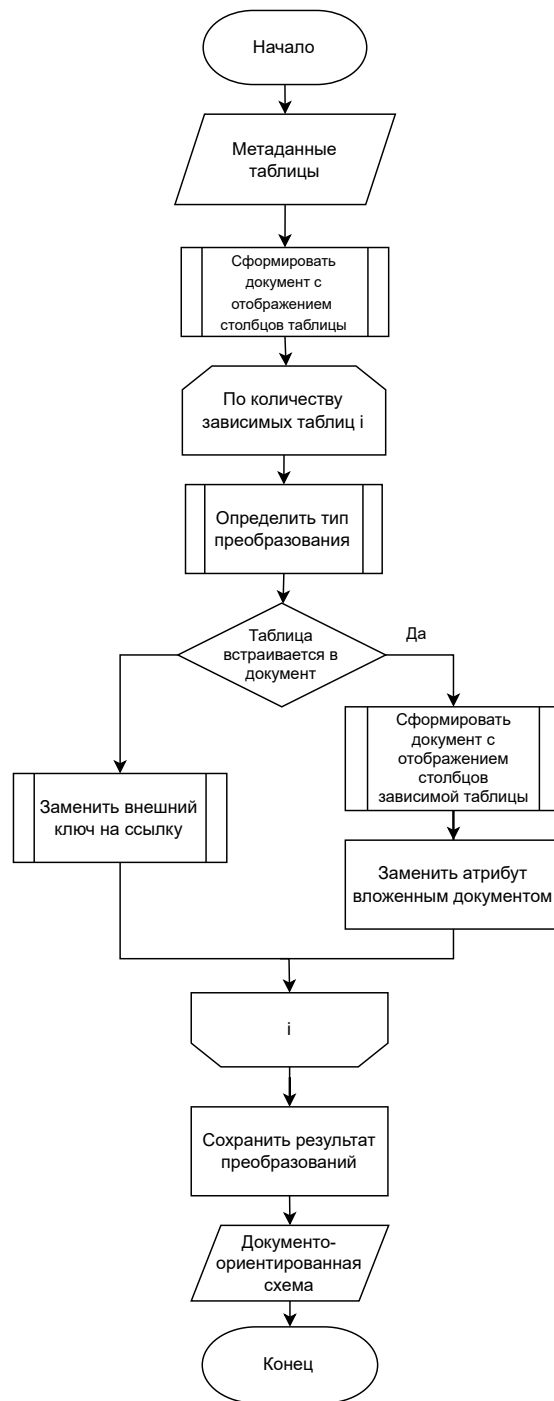 Начало
Метаданные
таблицы
Сформировать
документ с
отображением
столбцов таблицы
По количеству
зависимых таблиц i
Определить тип
преобразования
Таблица
встраивается в
документ
Да
Сформировать
документ с
отображением
столбцов
зависимой таблицы
Заменить внешний
ключ на ссылку
Заменить атрибут
вложенным документом
i
Сохранить результат
преобразований
Документо-
ориентированная
схема
Конец